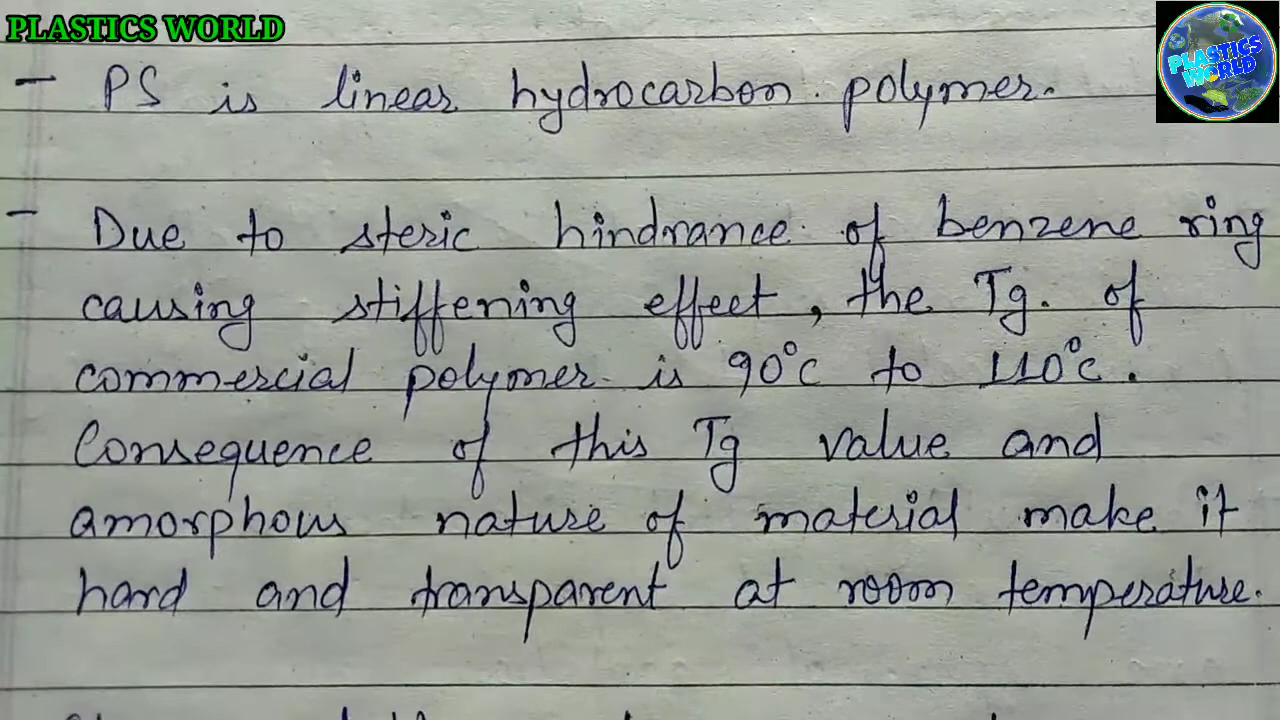 PLASTICS WORLD
PLASTICS
WORLD
- PS is linear hydrocarbon polymer.
- Due to steric hindrance of benzene ring
causing stiffening effect, the Tg. of
commercial polymer is 90°c to 110°c.
Consequence of this Tg value and
amorphous nature of material make it
hard and transparent at room temperature.